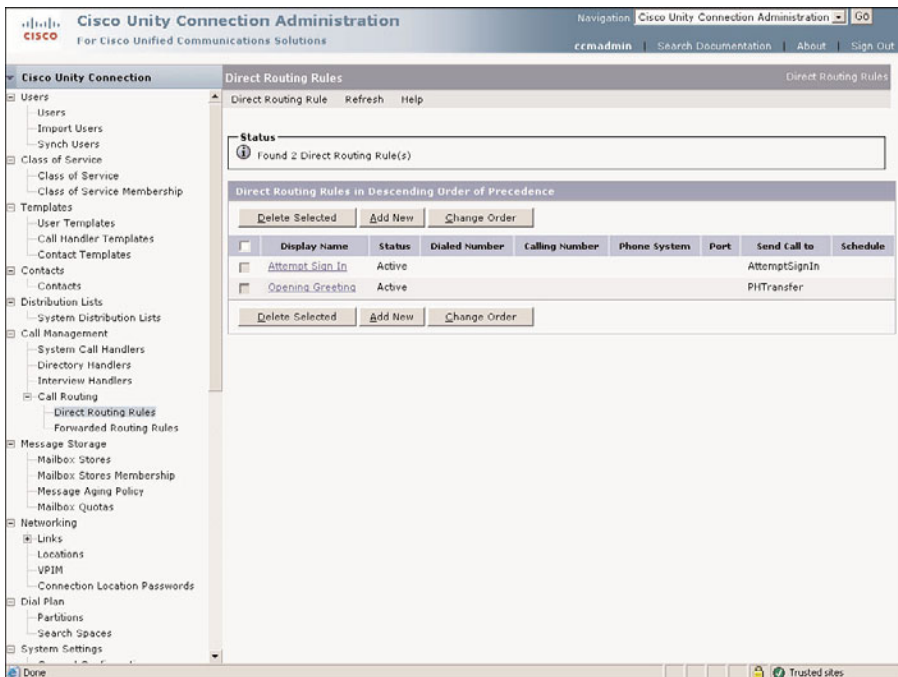 cisco
Cisco Unity Connection Administration
For Cisco Unified Communications Solutions
Navigation Cisco Unity Connection Administration GO
ccmadmin | Search Documentation | About | Sign Out
Cisco Unity Connection
Users
Users
Import Users
Synch Users
Class of Service
Class of Service
Class of Service Membership
Templates
User Templates
Call Handler Templates
Contact Templates
Contacts
Contacts
Distribution Lists
System Distribution Lists
Call Management
System Call Handlers
Directory Handlers
Interview Handlers
Call Routing
Direct Routing Rules
Forwarded Routing Rules
Message Storage
Mailbox Stores
Mailbox Stores Membership
Message Aging Policy
Mailbox Quotas
Networking
Links
Locations
VPIM
Connection Location Passwords
Dial Plan
Partitions
Search Spaces
System Settings
Direct Routing Rules Direct Routing Rules
Direct Routing Rule Refresh Help
Status
Found 2 Direct Routing Rule(s)
Direct Routing Rules in Descending Order of Precedence
Delete Selected Add New Change Order
Display Name Status Dialed Number Calling Number Phone System Port Send Call to Schedule
Attempt Sign In Active AttemptSignIn
Opening Greeting Active PHTransfer
Delete Selected Add New Change Order
Done Trusted sites